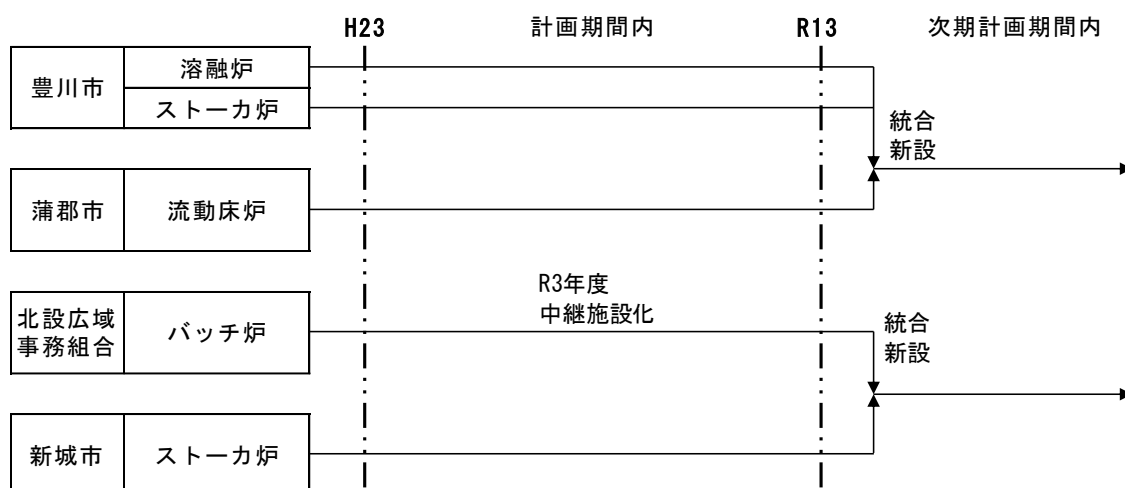 H23 計画期間内 R13 次期計画期間内
豊川市 溶融炉
ストーカ炉
統合
新設
蒲郡市 流動床炉
R3年度
中継施設化
北設広域
事務組合
バッチ炉
統合
新設
新城市 ストーカ炉